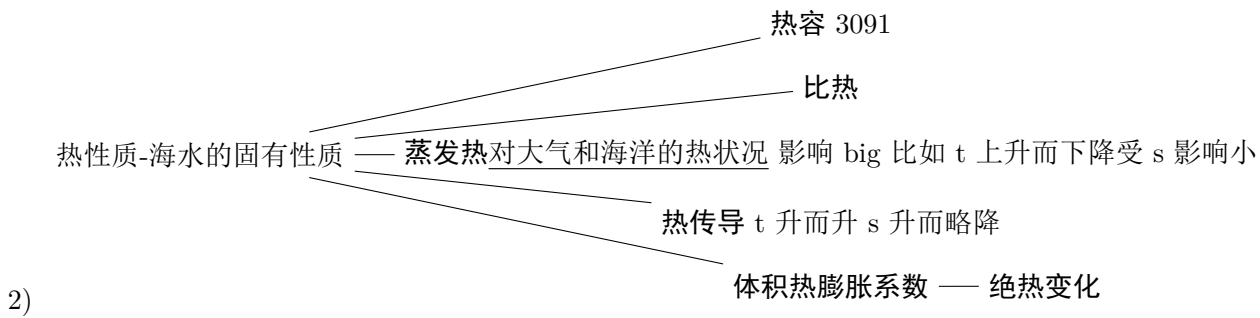 热容 3091
比热
热性质-海水的固有性质 蒸发热对大气和海洋的热状况 影响 big 比如 t 上升而下降受 s 影响小
热传导 t 升而升 s 升而略降
体积热膨胀系数 绝热变化
2)